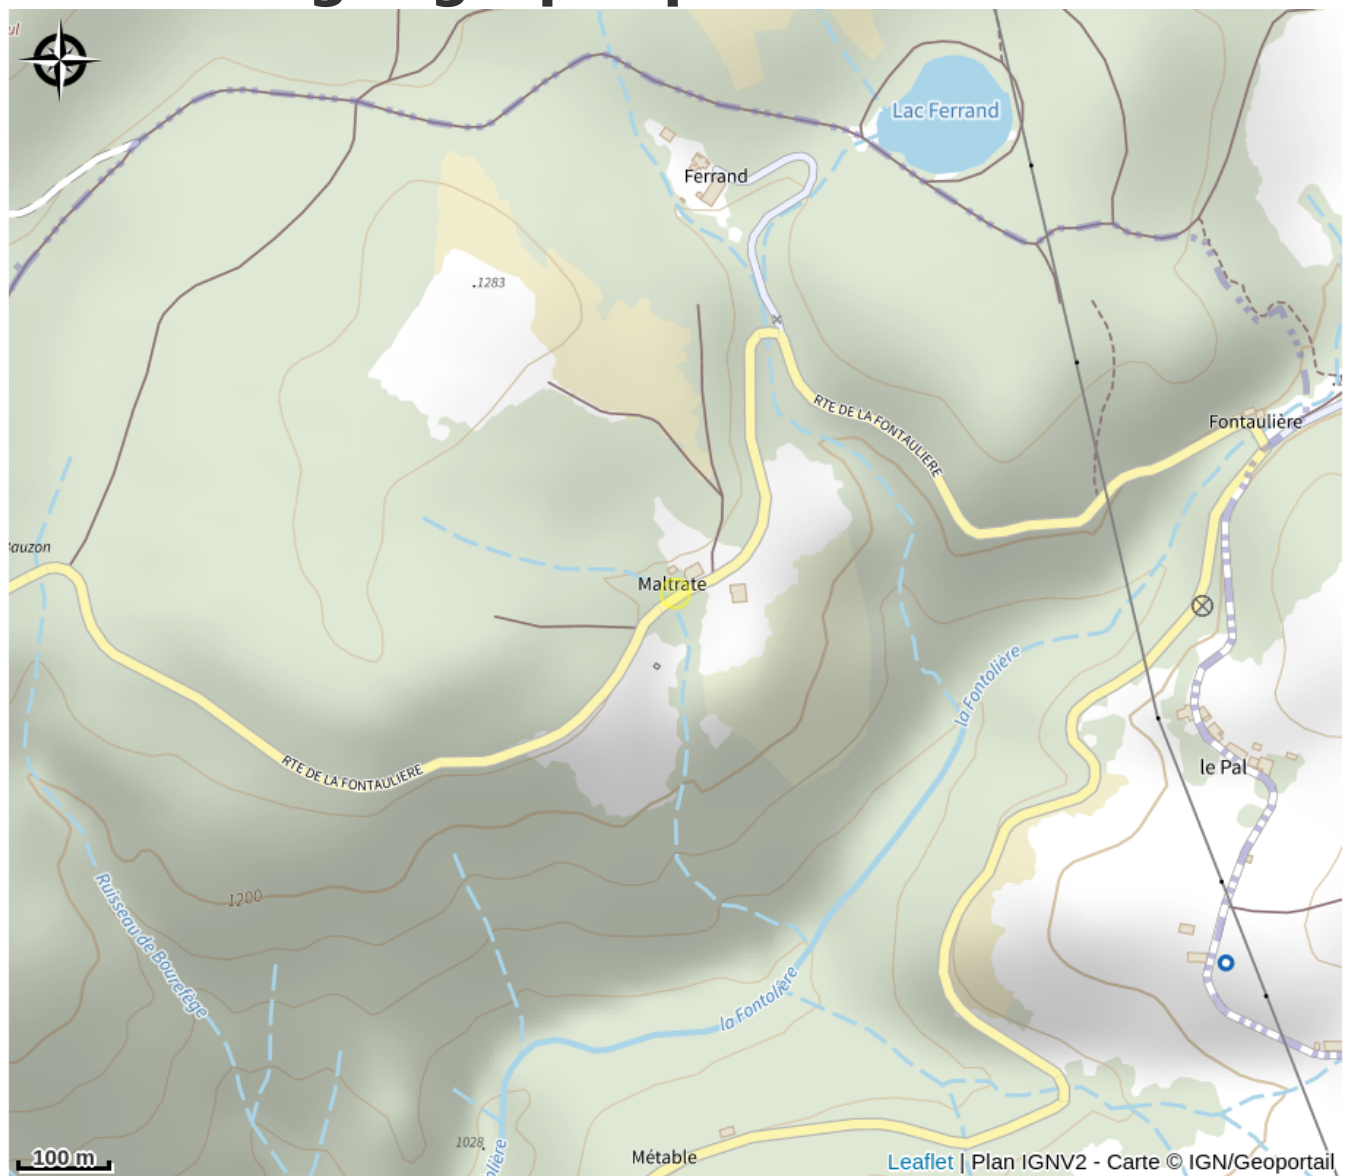 Lac Ferrand
Ferrand
.1283
RTE DE LA FONTAULIERE
Fontaulière
Maltrate
la Fontolière
RTE DE LA FONTAULIERE
le Pal
1200
Ruisseau de Bourefège
la Fontolière
1028
Métable
100 m
Leaflet | Plan IGNV2 - Carte © IGN/Geoportail